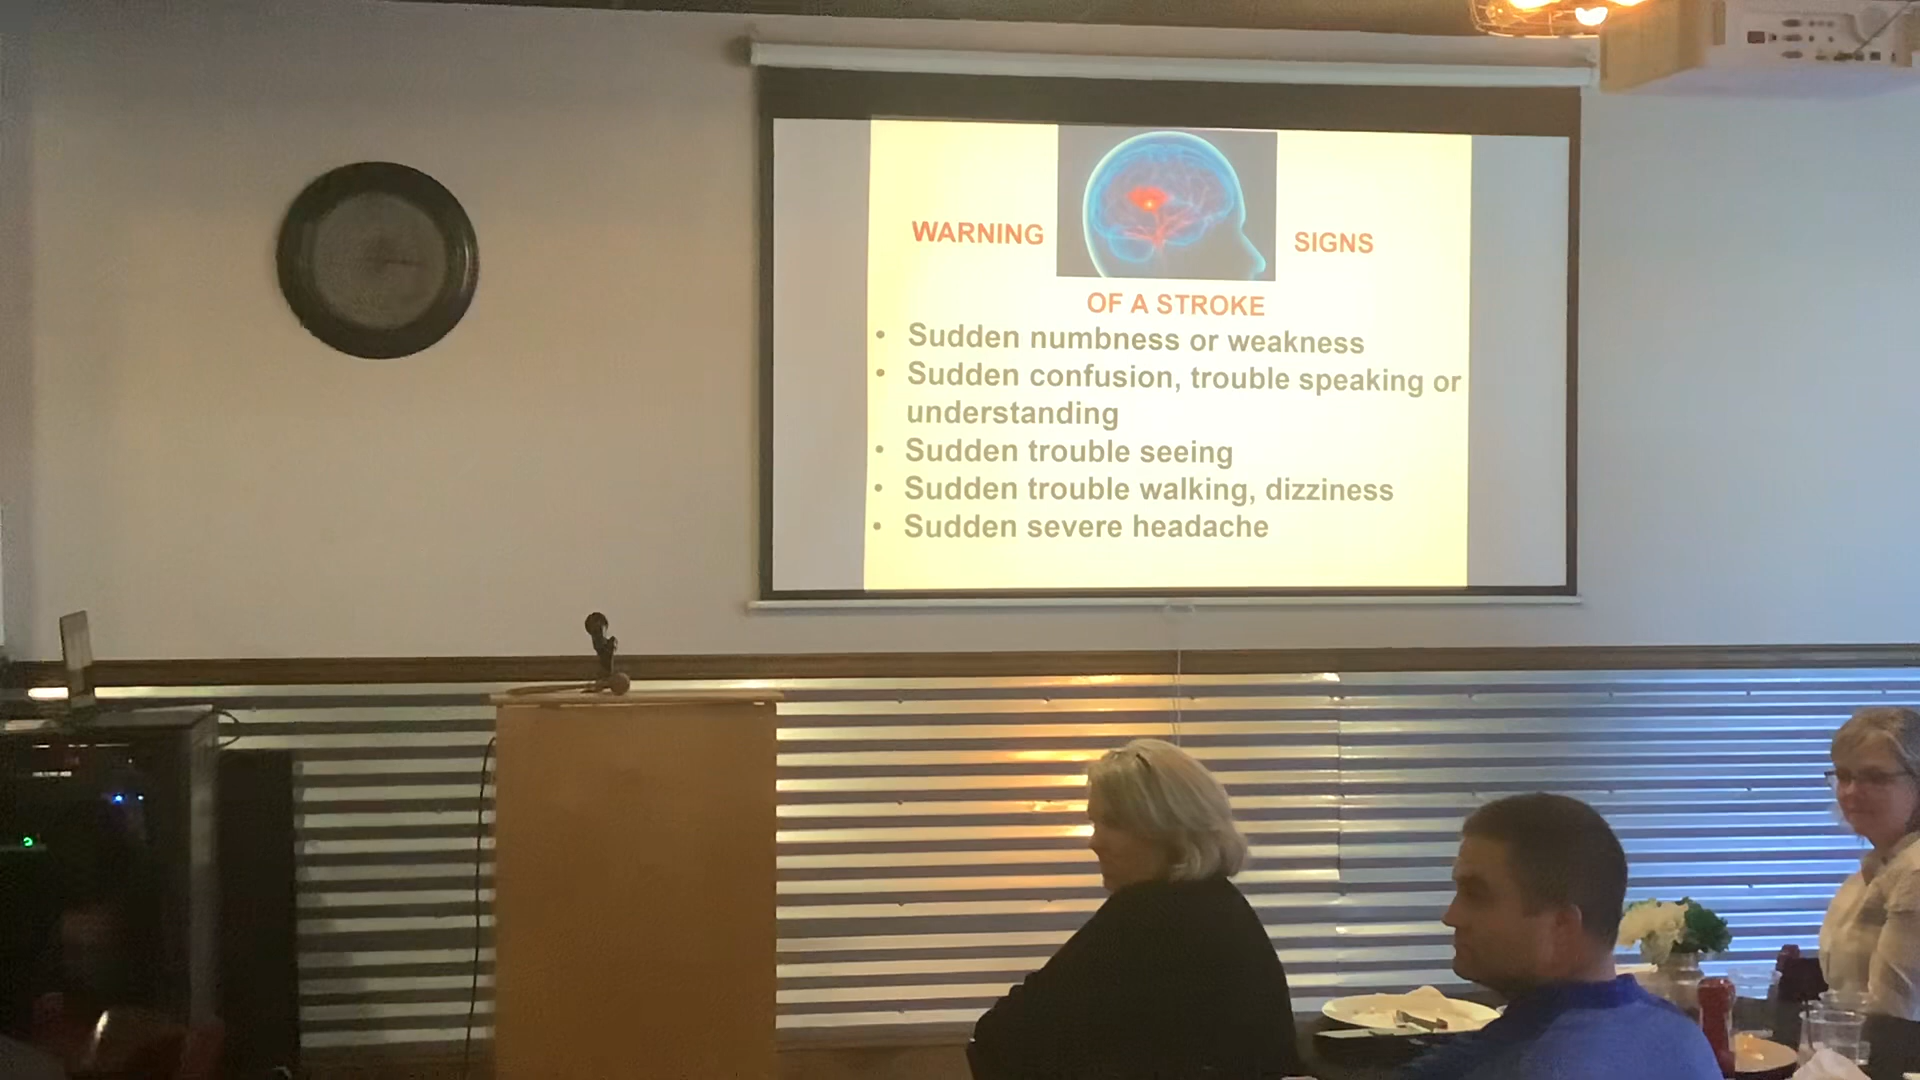 WARNING SIGNS
OF A STROKE
• Sudden numbness or weakness
• Sudden confusion, trouble speaking or
understanding
• Sudden trouble seeing
• Sudden trouble walking, dizziness
• Sudden severe headache